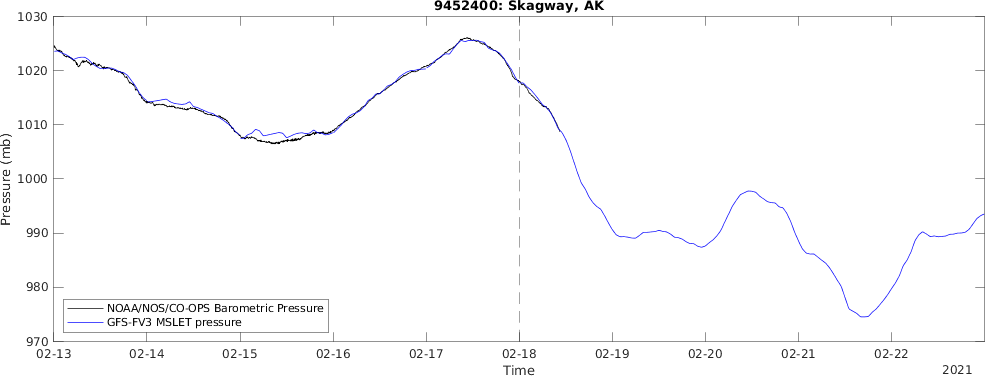 9452400: Skagway, AK
1030
1020
1010
1000
990
980
970
Pressure (mb)
NOAA/NOS/CO-OPS Barometric Pressure
GFS-FV3 MSLET pressure
02-13 02-14 02-15 02-16 02-17 02-18 02-19 02-20 02-21 02-22
Time
2021